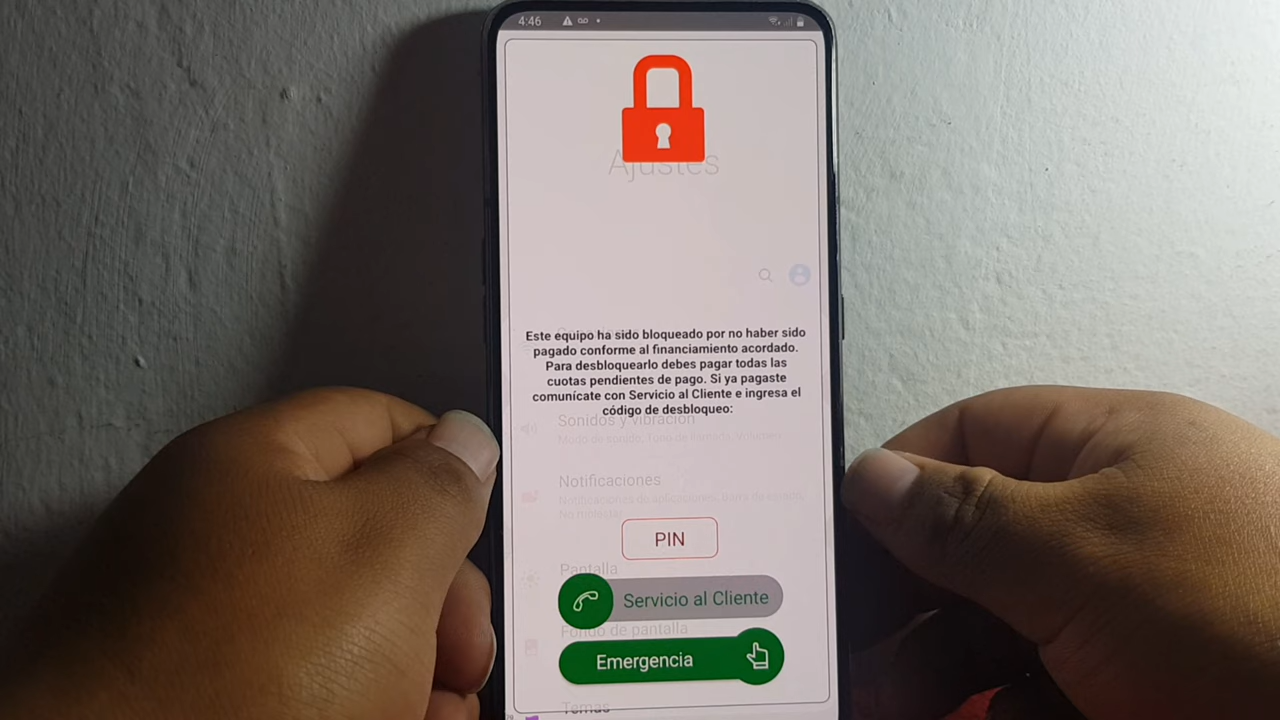 4:46
Ajustes
Este equipo ha sido bloqueado por no haber sido
pagado conforme al financiamiento acordado.
Para desbloquearlo debes pagar todas las
cuotas pendientes de pago. Si ya pagaste
comunícate con Servicio al Cliente e ingresa el
código de desbloqueo:
Sonidos y vibración
Modo de sonido, Tono de llamada, Volumen
Notificaciones
Notificaciones de aplicaciones, Barra de estado,
No molestar
PIN
Pantalla
Servicio al Cliente
Fondo de pantalla
Emergencia
Temas